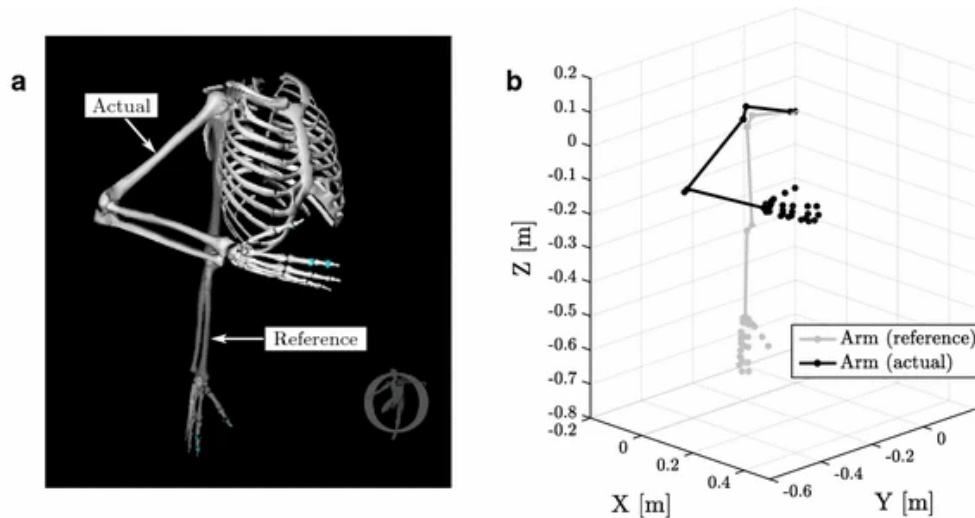 a
Actual
Reference
b
0.2
0.1
0
-0.1
-0.2
-0.3
-0.4
-0.5
-0.6
-0.7
-0.8
Z [m]
-0.2
0
0.2
0.4
X [m]
-0.6
-0.4
-0.2
0
Y [m]
Arm (reference)
Arm (actual)